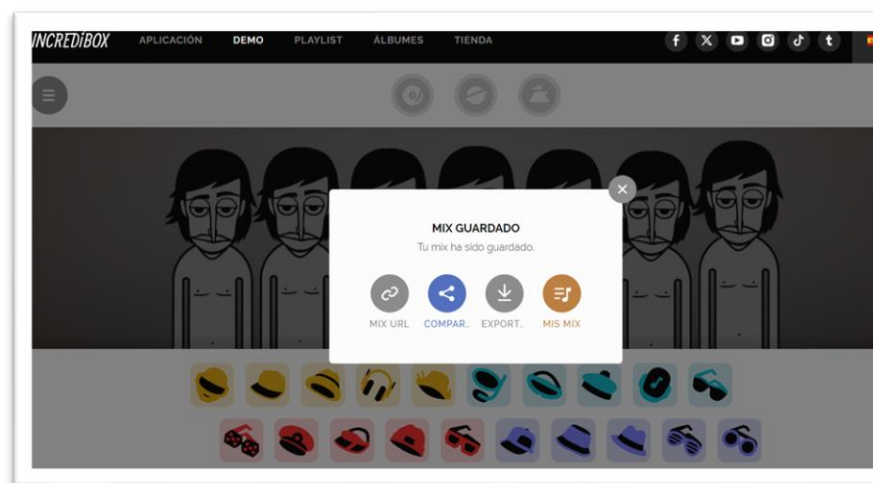 INCREDIBOX APLICACIÓN DEMO PLAYLIST ÁLBUMES TIENDA
MIX GUARDADO
Tu mix ha sido guardado.
MIX URL COMPAR... EXPORT... MIS MIX